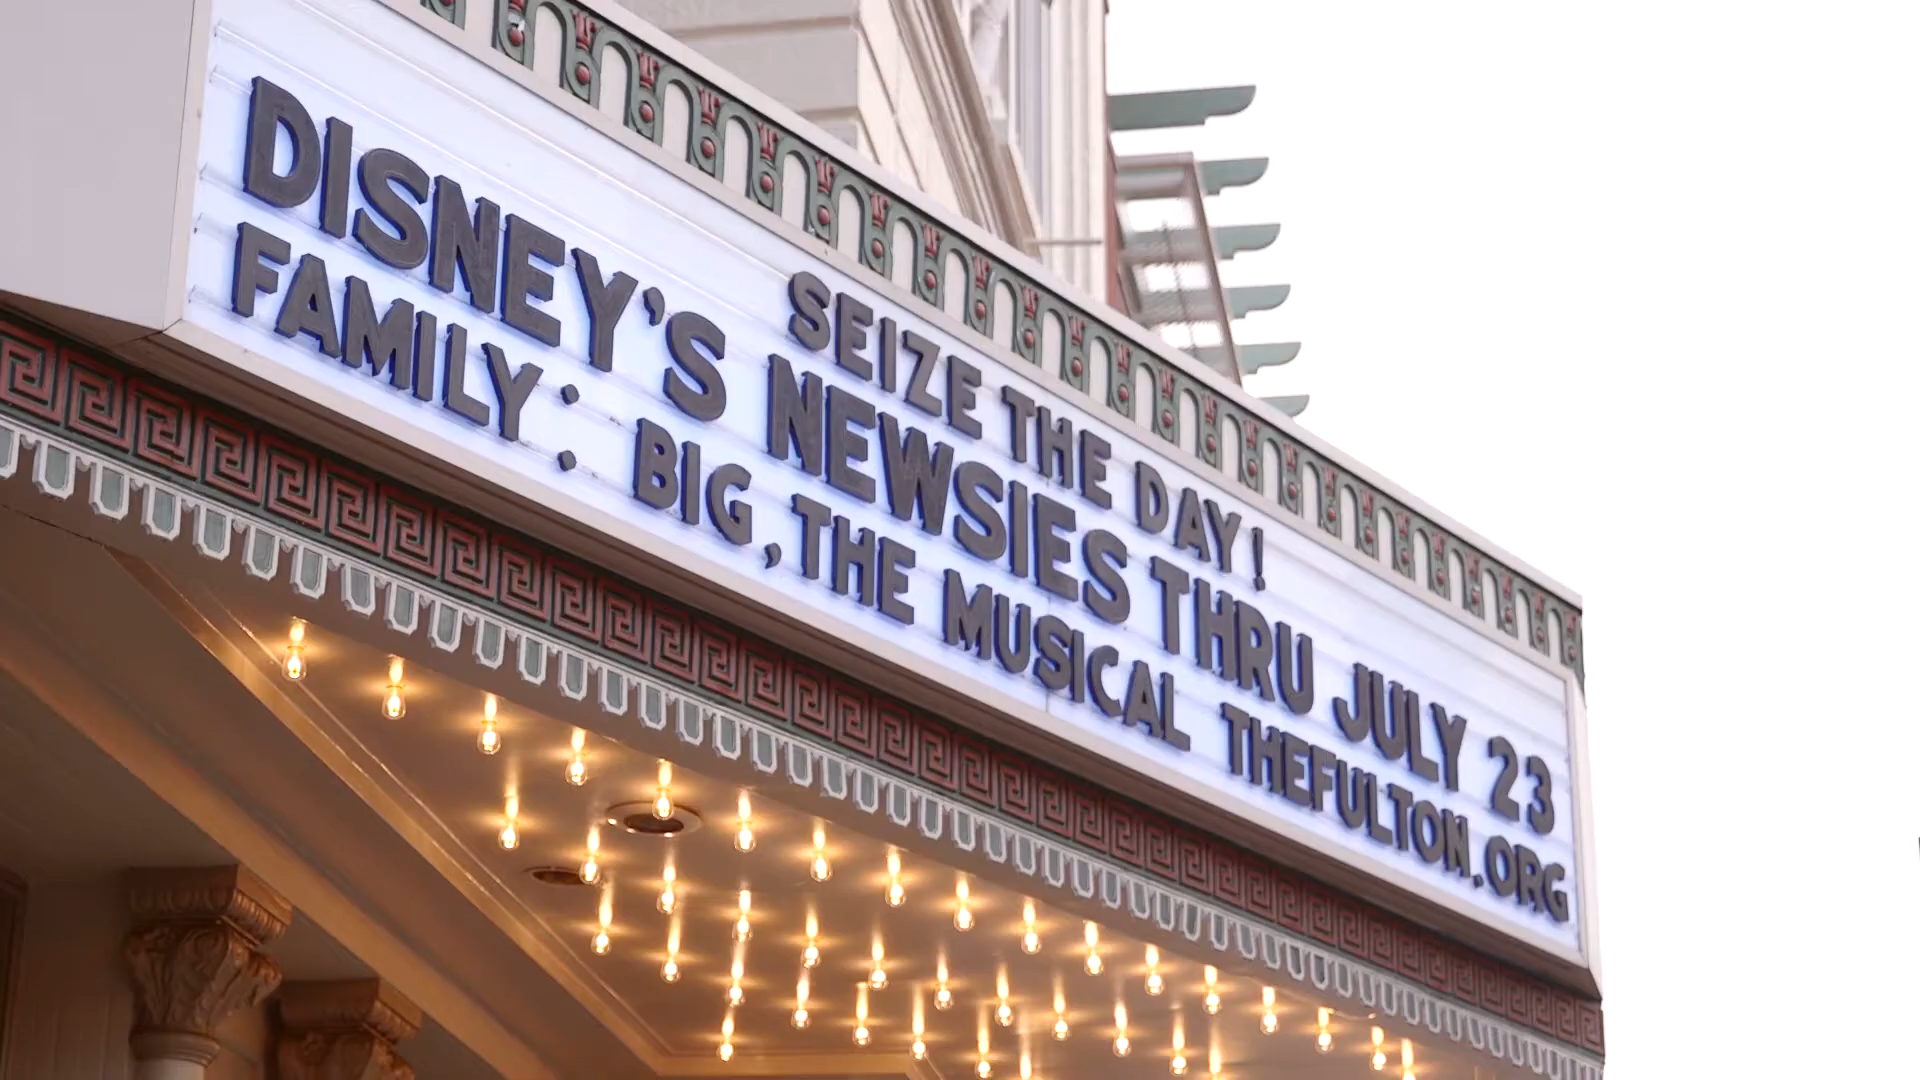 SEIZE THE DAY!
DISNEY'S NEWSIES THRU JULY 23
FAMILY: BIG, THE MUSICAL THEFULTON.ORG